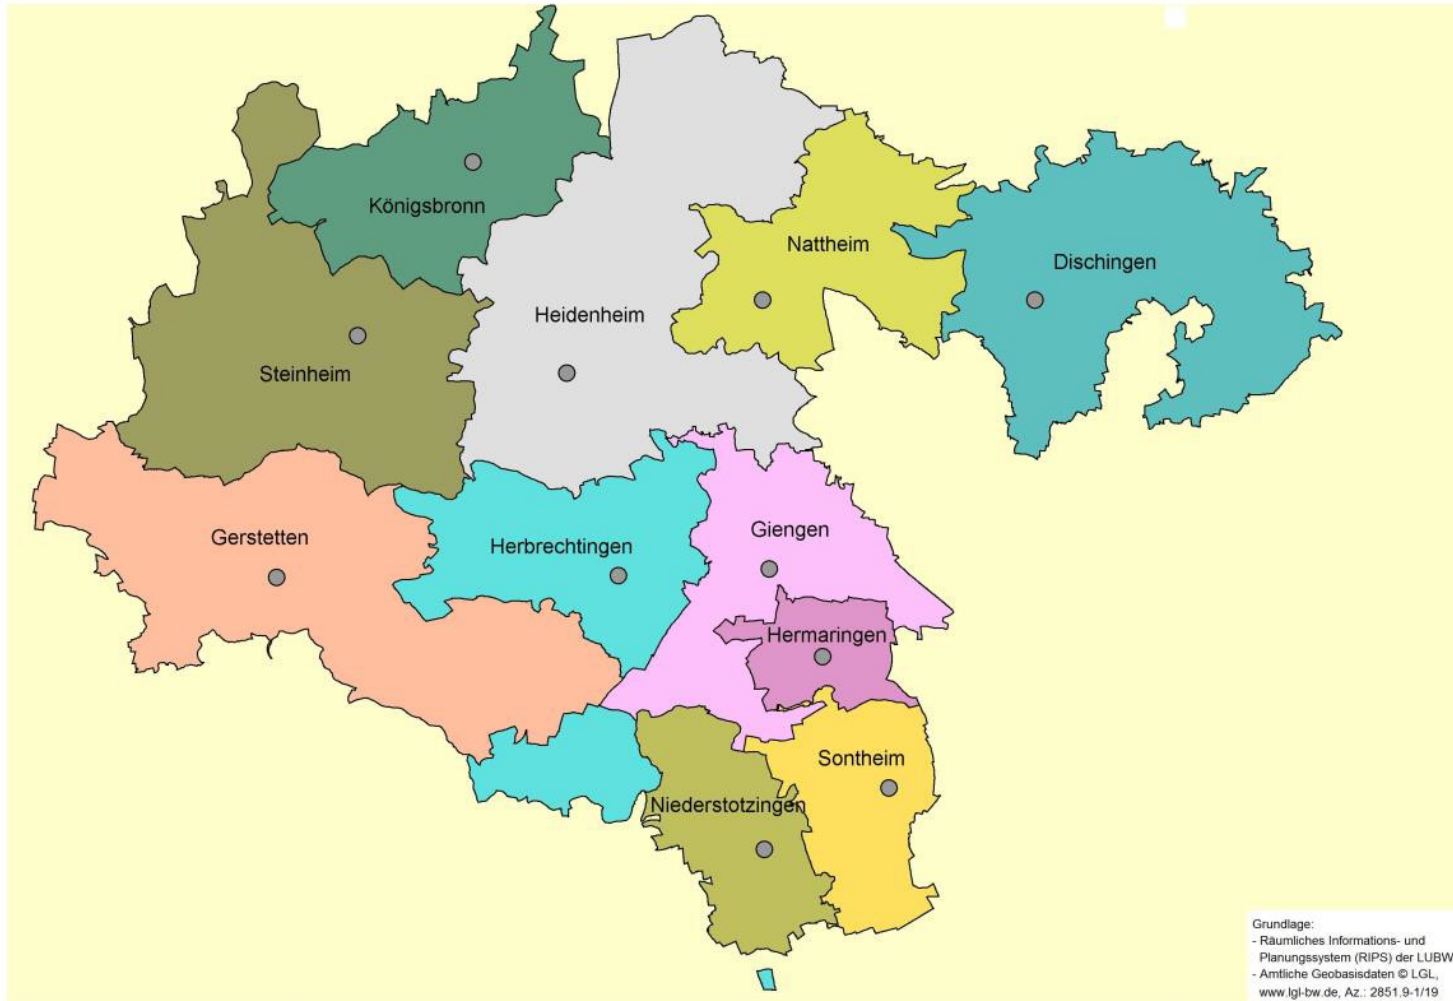 Königsbronn
Nattheim
Dischingen
Heidenheim
Steinheim
Gerstetten
Herbrechtingen
Giengen
Hermaringen
Sontheim
Niederstotzingen
Grundlage:
- Räumliches Informations- und
Planungssystem (RIPS) der LUBW
- Amtliche Geobasisdaten © LGL,
www.lgl-bw.de, Az.: 2851.9-1/19